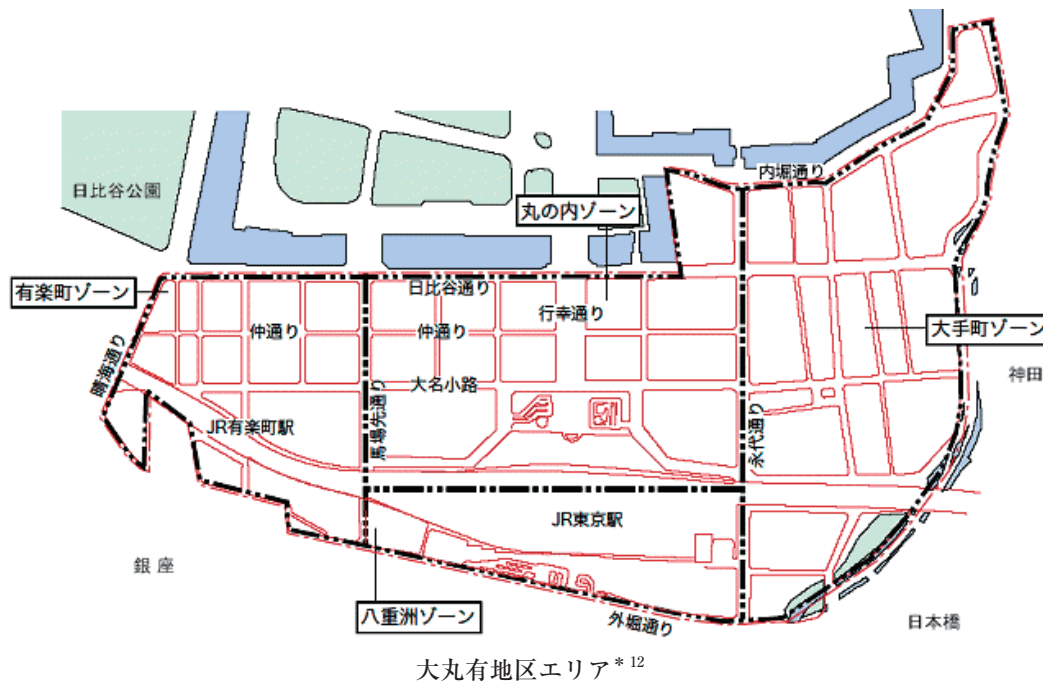 日比谷公園
内堀通り
丸の内ゾーン
有楽町ゾーン
日比谷通り
行幸通り
大手町ゾーン
仲通り
仲通り
晴海通り
神田
大名小路
馬場先通り
永代通り
JR有楽町駅
JR東京駅
銀座
八重洲ゾーン
外堀通り
日本橋
大丸有地区エリア*12